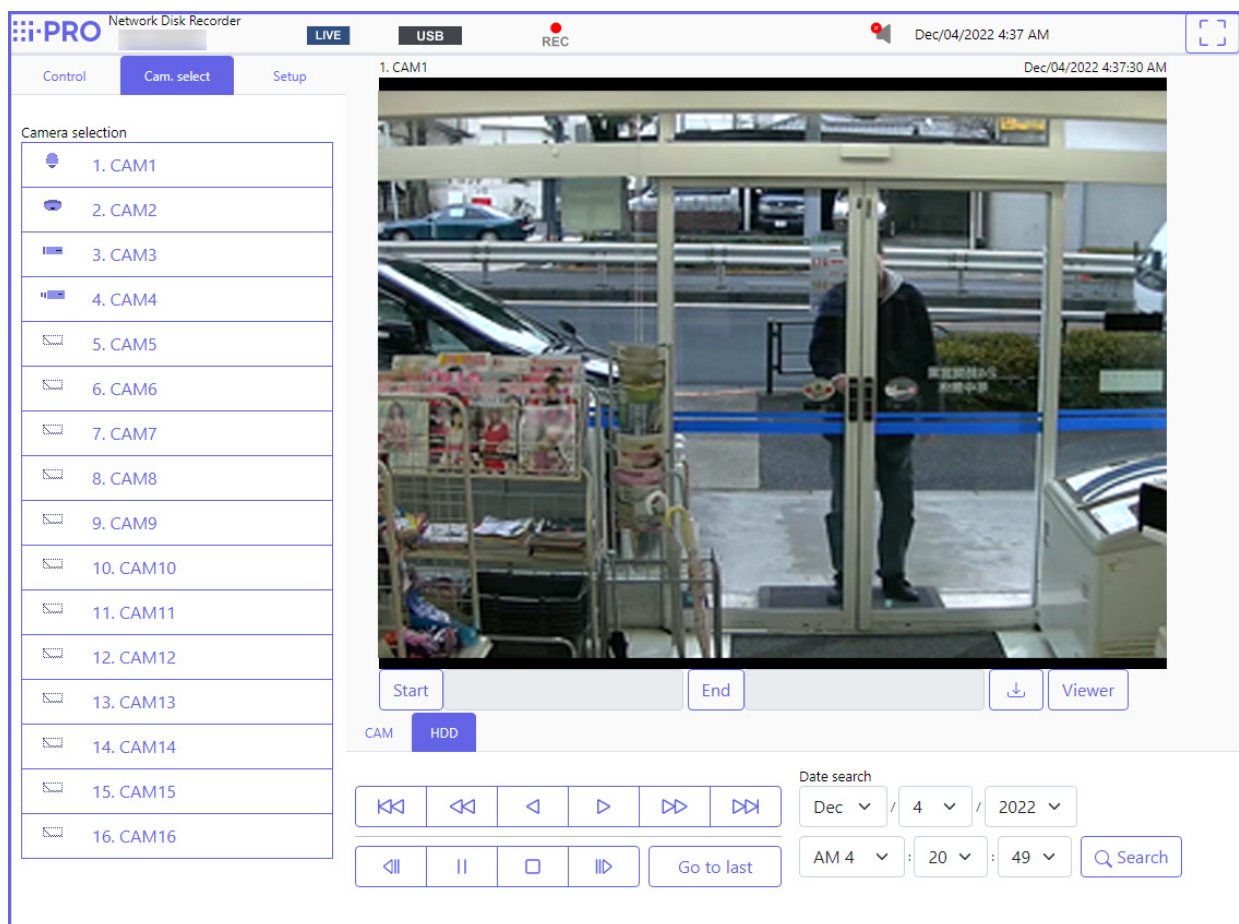 i-PRO Network Disk Recorder
LIVE
USB
REC
Dec/04/2022 4:37 AM
Control
Cam. select
Setup
1. CAM1
Dec/04/2022 4:37:30 AM
Camera selection
1. CAM1
2. CAM2
3. CAM3
4. CAM4
5. CAM5
6. CAM6
7. CAM7
8. CAM8
9. CAM9
10. CAM10
11. CAM11
12. CAM12
13. CAM13
14. CAM14
15. CAM15
16. CAM16
Start
End
Viewer
CAM
HDD
Date search
Dec / 4 / 2022
AM 4 : 20 : 49
Search
Go to last